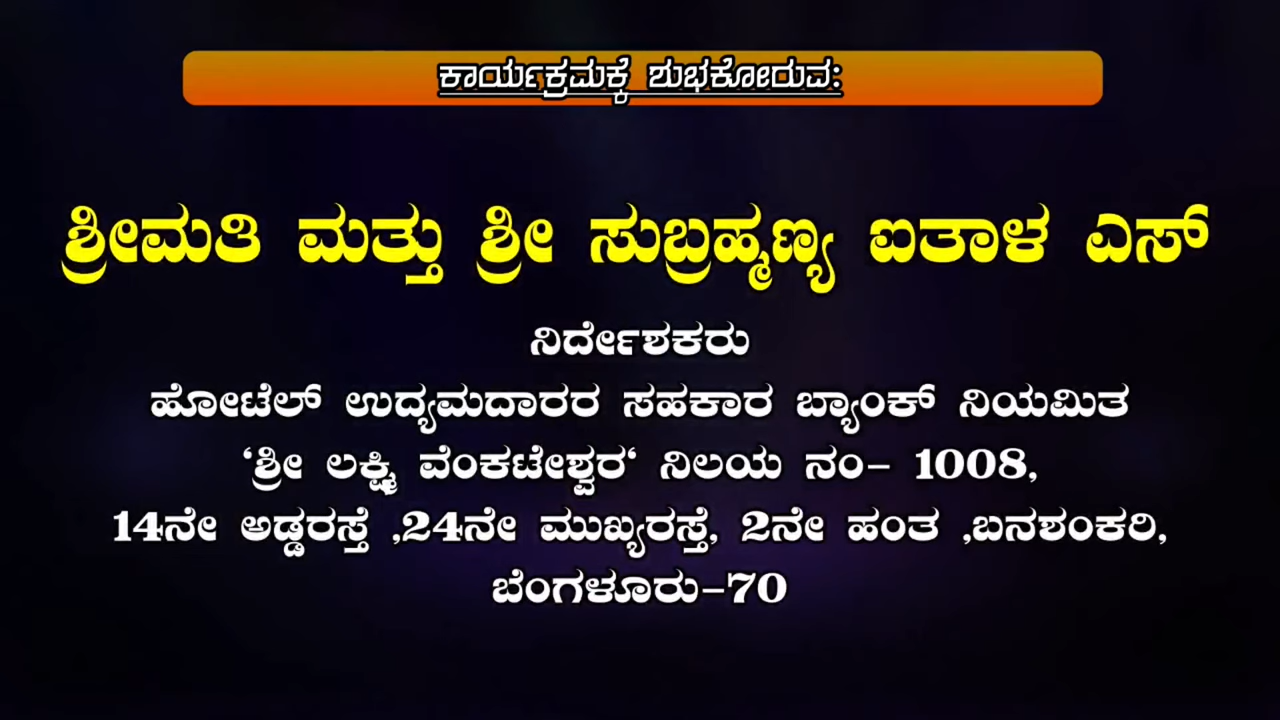 ಕಾರ್ಯಕ್ರಮಕ್ಕೆ ಶುಭಕೋರುವ:
ಶ್ರೀಮತಿ ಮತ್ತು ಶ್ರೀ ಸುಬ್ರಹ್ಮಣ್ಯ ಐತಾಳ ಎಸ್
ನಿರ್ದೇಶಕರು
ಹೋಟೆಲ್ ಉದ್ಯಮದಾರರ ಸಹಕಾರ ಬ್ಯಾಂಕ್ ನಿಯಮಿತ
‘ಶ್ರೀ ಲಕ್ಷ್ಮಿ ವೆಂಕಟೇಶ್ವರ‘ ನಿಲಯ ನಂ- 1008,
14ನೇ ಅಡ್ಡರಸ್ತೆ ,24ನೇ ಮುಖ್ಯರಸ್ತೆ, 2ನೇ ಹಂತ ,ಬನಶಂಕರಿ,
ಬೆಂಗಳೂರು-70